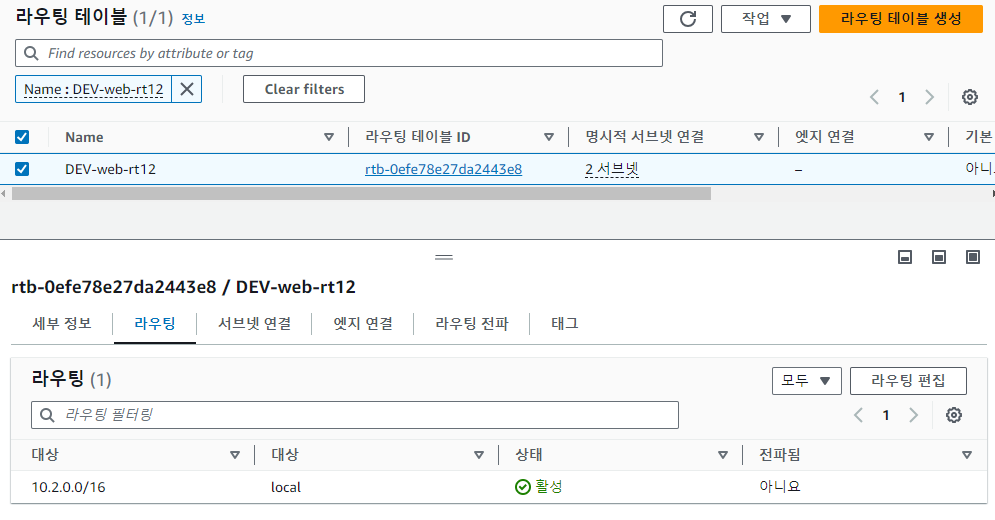 라우팅 테이블 (1/1) 정보
작업
라우팅 테이블 생성
Find resources by attribute or tag
Name : DEV-web-rt12
Clear filters
1
Name 라우팅 테이블 ID 명시적 서브넷 연결 엣지 연결 기본
DEV-web-rt12 rtb-0efe78e27da2443e8 2 서브넷 –
rtb-0efe78e27da2443e8 / DEV-web-rt12
세부 정보 라우팅 서브넷 연결 엣지 연결 라우팅 전파 태그
라우팅 (1)
모두
라우팅 편집
라우팅 필터링
1
대상 대상 상태 전파됨
10.2.0.0/16 local 활성 아니요